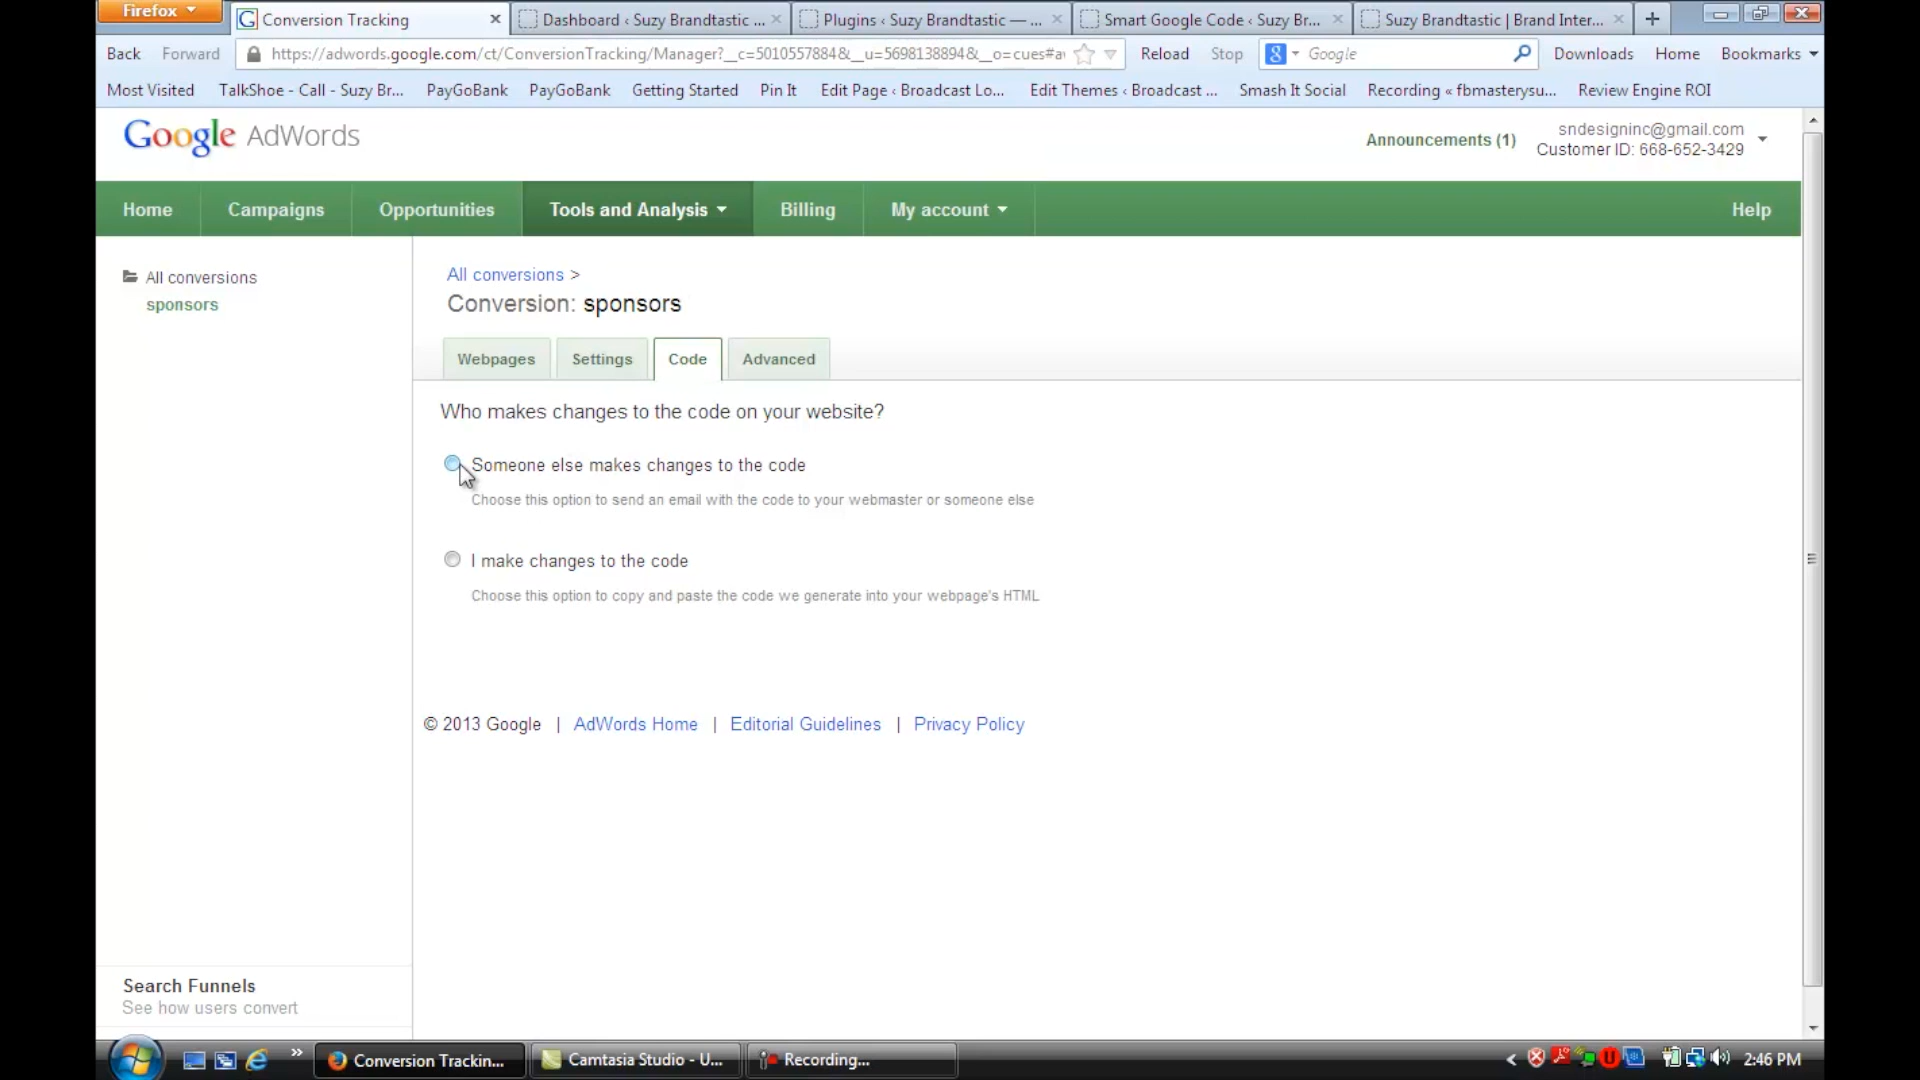 Firefox
Conversion Tracking
Dashboard ‹ Suzy Brandtastic ...
Plugins ‹ Suzy Brandtastic — ...
Smart Google Code ‹ Suzy Br...
Suzy Brandtastic | Brand Inter...
Back
Forward
https://adwords.google.com/ct/ConversionTracking/Manager?__c=5010557884&__u=5698138894&__o=cues#a
Reload
Stop
Google
Downloads
Home
Bookmarks
Most Visited
TalkShoe - Call - Suzy Br...
PayGoBank
PayGoBank
Getting Started
Pin It
Edit Page ‹ Broadcast Lo...
Edit Themes ‹ Broadcast ...
Smash It Social
Recording « fbmasterysu...
Review Engine ROI
Google AdWords
Announcements (1)
sndesigninc@gmail.com
Customer ID: 668-652-3429
Home
Campaigns
Opportunities
Tools and Analysis
Billing
My account
Help
All conversions
sponsors
All conversions >
Conversion: sponsors
Webpages
Settings
Code
Advanced
Who makes changes to the code on your website?
Someone else makes changes to the code
Choose this option to send an email with the code to your webmaster or someone else
I make changes to the code
Choose this option to copy and paste the code we generate into your webpage's HTML
© 2013 Google | AdWords Home | Editorial Guidelines | Privacy Policy
Search Funnels
See how users convert
Conversion Trackin...
Camtasia Studio - U...
Recording...
2:46 PM